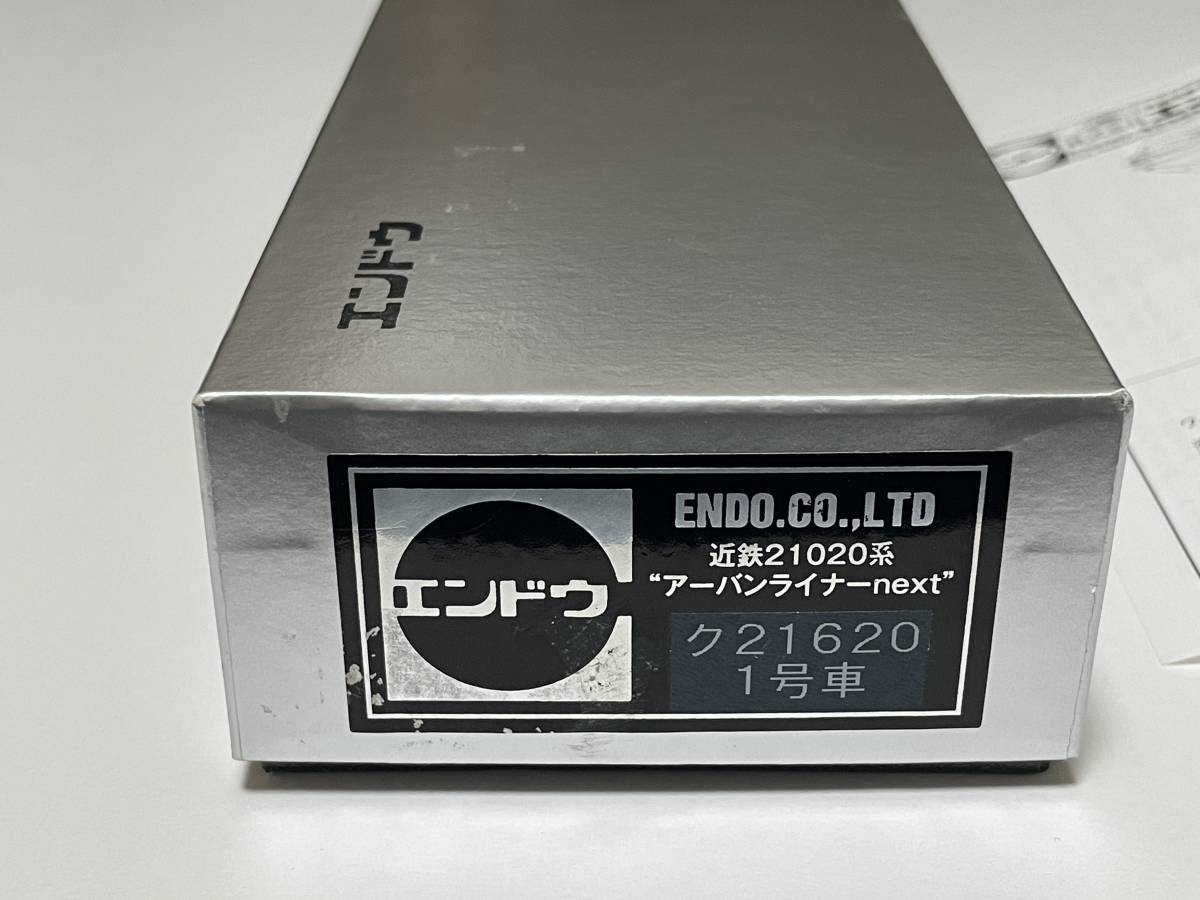 エンドウ
エンドウ
ENDO.CO.,LTD
近鉄21020系
“アーバンライナーnext”
ク21620
1号車